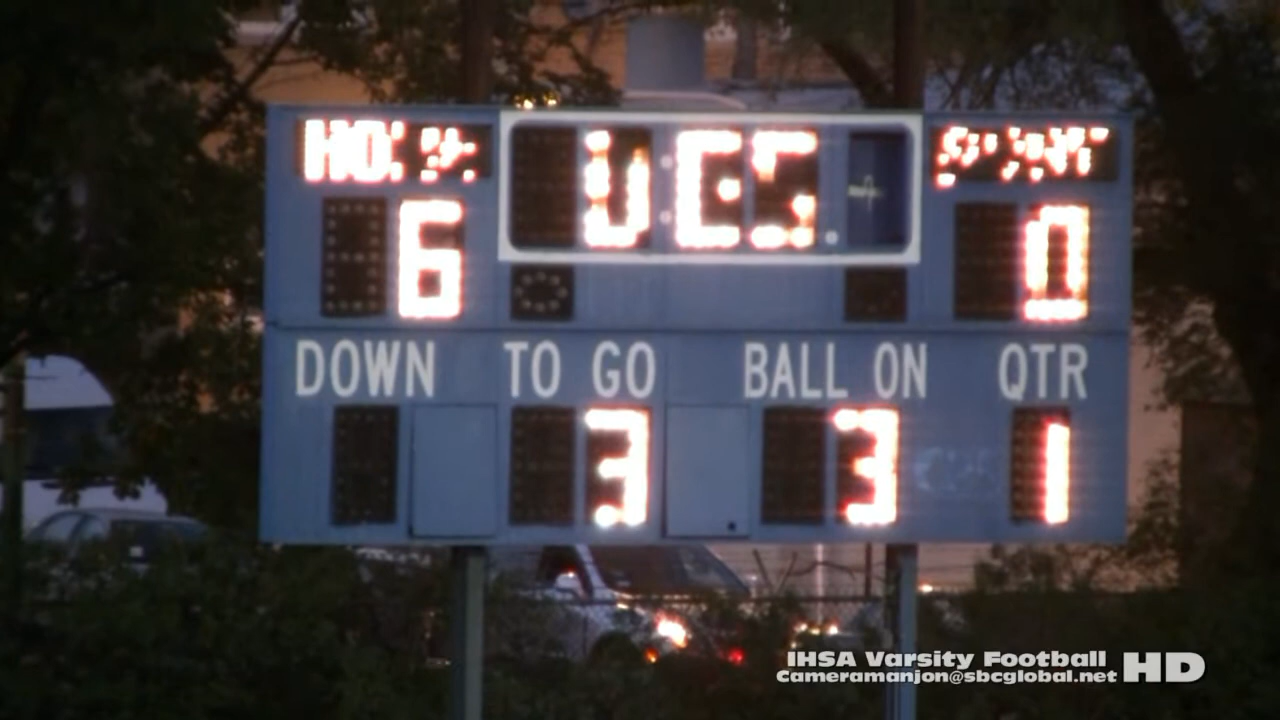 6 0
DOWN TO GO BALL ON QTR
3 3 1
IHSA Varsity Football HD
Cameramanjon@sbcglobal.net